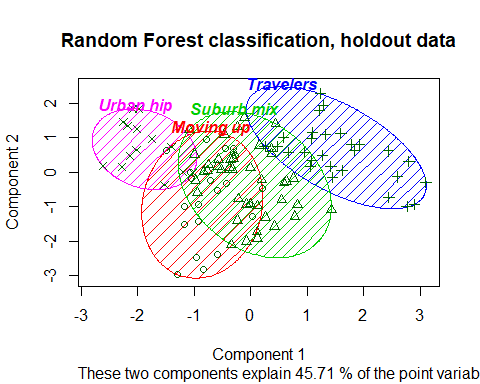 Random Forest classification, holdout data
Travelers
Urban hip
Suburb mix
Moving up
Component 2
2
1
0
-1
-2
-3
-3 -2 -1 0 1 2 3
Component 1
These two components explain 45.71 % of the point variab